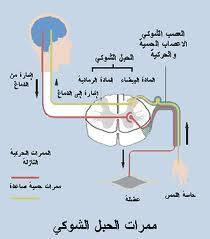 العصب الشوكي
الاعصاب الحسية
و الحركية
الحبل الشوكي
المادة البيضاء
المادة الرمادية
إشارة من
الدماغ
إشارة إلى الدماغ
الممرات الحركية
النازلة
ممرات حسية صاعدة
عضلة
حاسة اللمس
ممرات الحبل الشوكي